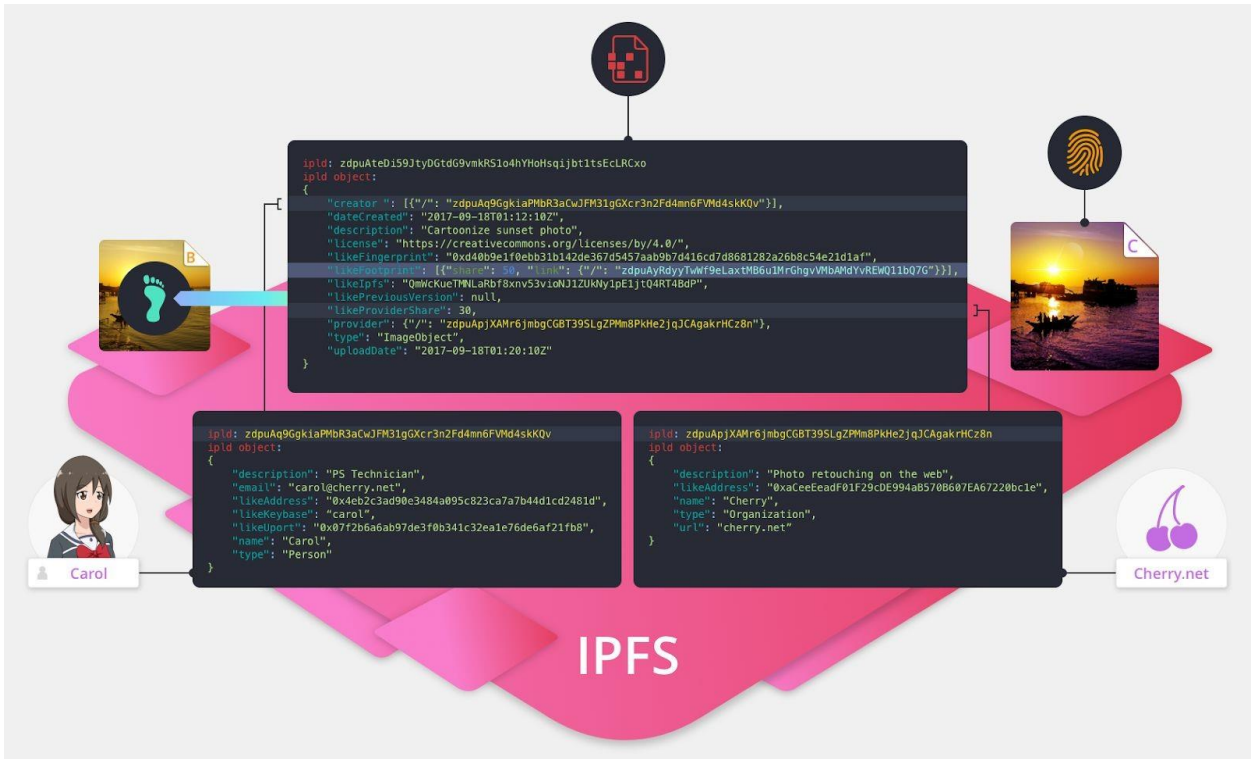 ipld: zdpuAteDi59JtyDGtdG9vmkRS1o4hYHoHsqijbt1tsEcLRCxo
ipld object:
{
"creator ": [{"/": "zdpuAq9GgkiaPMbR3aCwJFM31gGXcr3n2Fd4mn6FVMd4skKQv"}],
"dateCreated": "2017-09-18T01:12:10Z",
"description": "Cartoonize sunset photo",
"license": "https://creativecommons.org/licenses/by/4.0/",
"likeFingerprint": "0xd40b9e1f0ebb31b142de367d5457aab9b7d416cd7d8681282a26b8c54e21d1af",
"likeFootprint": [{"share": 50, "link": {"/": "zdpuAyRdyyTwWf9eLaxtMB6u1MrGhgvVMbAMdYvREWQ11bQ7G"}}],
"likeIpfs": "QmWcKueTMNLaRbf8xnv53vioNJ1ZUkNy1pE1jtQ4RT4BdP",
"likePreviousVersion": null,
"likeProviderShare": 30,
"provider": {"/": "zdpuApjXAMr6jmbgCGBT39SLgZPMm8PkHe2jqJCAgakrHCz8n"},
"type": "ImageObject",
"uploadDate": "2017-09-18T01:20:10Z"
}
B
C
ipld: zdpuAq9GgkiaPMbR3aCwJFM31gGXcr3n2Fd4mn6FVMd4skKQv
ipld object:
{
"description": "PS Technician",
"email": "carol@cherry.net",
"likeAddress": "0x4eb2c3ad90e3484a095c823ca7a7b44d1cd2481d",
"likeKeybase": "carol",
"likeUport": "0x07f2b6a6ab97de3f0b341c32ea1e76de6af21fb8",
"name": "Carol",
"type": "Person"
}
Carol
ipld: zdpuApjXAMr6jmbgCGBT39SLgZPMm8PkHe2jqJCAgakrHCz8n
ipld object:
{
"description": "Photo retouching on the web",
"likeAddress": "0xaCeeEeadF01F29cDE994aB570B607EA67220bc1e",
"name": "Cherry",
"type": "Organization",
"url": "cherry.net"
}
Cherry.net
IPFS